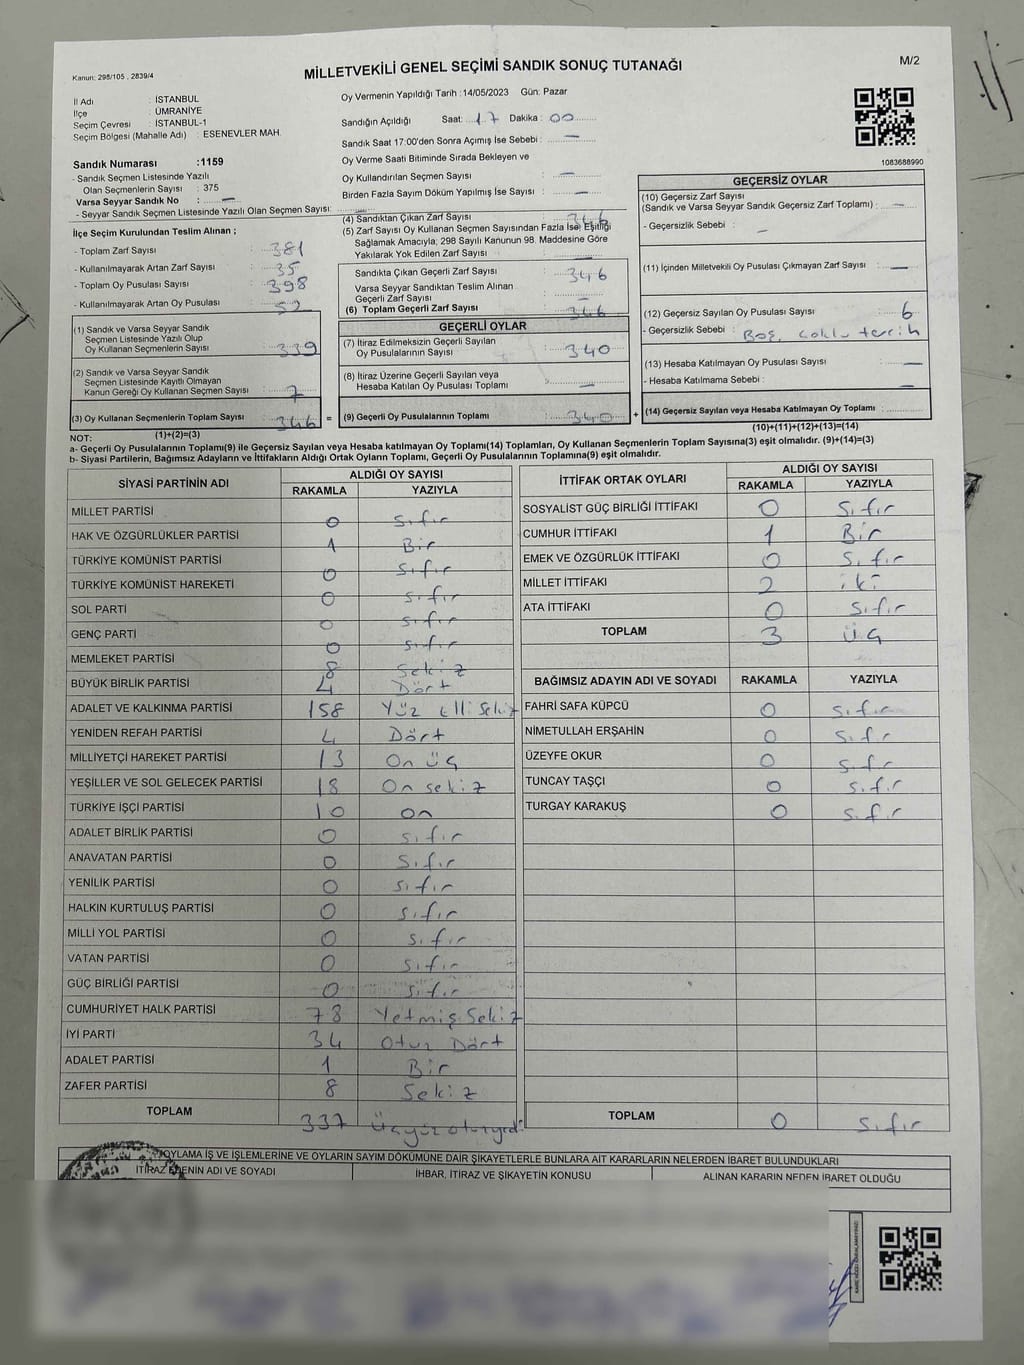 Kanun: 298/105 , 2839/4
MİLLETVEKİLİ GENEL SEÇİMİ SANDIK SONUÇ TUTANAĞI
M/2
İl Adı : İSTANBUL
İlçe : ÜMRANİYE
Seçim Çevresi : İSTANBUL-1
Seçim Bölgesi (Mahalle Adı) : ESENEVLER MAH.
Sandık Numarası :1159
- Sandık Seçmen Listesinde Yazılı
Olan Seçmenlerin Sayısı : 375
Varsa Seyyar Sandık No : —
- Seyyar Sandık Seçmen Listesinde Yazılı Olan Seçmen Sayısı:
İlçe Seçim Kurulundan Teslim Alınan ;
- Toplam Zarf Sayısı : 381
- Kullanılmayarak Artan Zarf Sayısı : 35
- Toplam Oy Pusulası Sayısı : 398
- Kullanılmayarak Artan Oy Pusulası : 52
(1) Sandık ve Varsa Seyyar Sandık
Seçmen Listesinde Yazılı Olup
Oy Kullanan Seçmenlerin Sayısı : 339
(2) Sandık ve Varsa Seyyar Sandık
Seçmen Listesinde Kayıtlı Olmayan
Kanun Gereği Oy Kullanan Seçmen Sayısı : 7
(3) Oy Kullanan Seçmenlerin Toplam Sayısı : 346 =
(1)+(2)=(3)
Oy Vermenin Yapıldığı Tarih :14/05/2023 Gün: Pazar
Sandığın Açıldığı Saat: 17 Dakika : 00
Sandık Saat 17:00'den Sonra Açımış İse Sebebi : —
Oy Verme Saati Bitiminde Sırada Bekleyen ve
Oy Kullandırılan Seçmen Sayısı : —
Birden Fazla Sayım Döküm Yapılmış İse Sayısı : —
(4) Sandıktan Çıkan Zarf Sayısı : 346
(5) Zarf Sayısı Oy Kullanan Seçmen Sayısından Fazla İse; Eşitliği
Sağlamak Amacıyla; 298 Sayılı Kanunun 98. Maddesine Göre
Yakılarak Yok Edilen Zarf Sayısı : —
Sandıkta Çıkan Geçerli Zarf Sayısı : 346
Varsa Seyyar Sandıktan Teslim Alınan
Geçerli Zarf Sayısı : —
(6) Toplam Geçerli Zarf Sayısı : 346
GEÇERLİ OYLAR
(7) İtiraz Edilmeksizin Geçerli Sayılan
Oy Pusulalarının Sayısı : 340
(8) İtiraz Üzerine Geçerli Sayılan veya
Hesaba Katılan Oy Pusulası Toplamı : —
(9) Geçerli Oy Pusulalarının Toplamı : 340 +
1083688990
GEÇERSİZ OYLAR
(10) Geçersiz Zarf Sayısı
(Sandık ve Varsa Seyyar Sandık Geçersiz Zarf Toplamı) : —
- Geçersizlik Sebebi : —
(11) İçinden Milletvekili Oy Pusulası Çıkmayan Zarf Sayısı : —
(12) Geçersiz Sayılan Oy Pusulası Sayısı : 6
- Geçersizlik Sebebi : Boş, çoklu tercih
(13) Hesaba Katılmayan Oy Pusulası Sayısı : —
- Hesaba Katılmama Sebebi : —
(14) Geçersiz Sayılan veya Hesaba Katılmayan Oy Toplamı :
(10)+(11)+(12)+(13)=(14)
NOT:
a- Geçerli Oy Pusulalarının Toplamı(9) ile Geçersiz Sayılan veya Hesaba katılmayan Oy Toplamı(14) Toplamları, Oy Kullanan Seçmenlerin Toplam Sayısına(3) eşit olmalıdır. (9)+(14)=(3)
b- Siyasi Partilerin, Bağımsız Adayların ve İttifakların Aldığı Ortak Oyların Toplamı, Geçerli Oy Pusulalarının Toplamına(9) eşit olmalıdır.
SİYASİ PARTİNİN ADI ALDIĞI OY SAYISI
RAKAMLA YAZIYLA
MİLLET PARTİSİ 0 Sıfır
HAK VE ÖZGÜRLÜKLER PARTİSİ 1 Bir
TÜRKİYE KOMÜNİST PARTİSİ 0 Sıfır
TÜRKİYE KOMÜNİST HAREKETİ 0 Sıfır
SOL PARTİ 0 Sıfır
GENÇ PARTİ 0 Sıfır
MEMLEKET PARTİSİ 8 Sekiz
BÜYÜK BİRLİK PARTİSİ 4 Dört
ADALET VE KALKINMA PARTİSİ 158 Yüz elli Sekiz
YENİDEN REFAH PARTİSİ 4 Dört
MİLLİYETÇİ HAREKET PARTİSİ 13 On üç
YEŞİLLER VE SOL GELECEK PARTİSİ 18 On sekiz
TÜRKİYE İŞÇİ PARTİSİ 10 on
ADALET BİRLİK PARTİSİ 0 Sıfır
ANAVATAN PARTİSİ 0 Sıfır
YENİLİK PARTİSİ 0 Sıfır
HALKIN KURTULUŞ PARTİSİ 0 Sıfır
MİLLİ YOL PARTİSİ 0 Sıfır
VATAN PARTİSİ 0 Sıfır
GÜÇ BİRLİĞİ PARTİSİ 0 Sıfır
CUMHURİYET HALK PARTİSİ 78 Yetmiş Sekiz
İYİ PARTİ 34 Otuz Dört
ADALET PARTİSİ 1 Bir
ZAFER PARTİSİ 8 Sekiz
TOPLAM 337 Üçyüzotuzyedi
İTTİFAK ORTAK OYLARI ALDIĞI OY SAYISI
RAKAMLA YAZIYLA
SOSYALİST GÜÇ BİRLİĞİ İTTİFAKI 0 Sıfır
CUMHUR İTTİFAKI 1 Bir
EMEK VE ÖZGÜRLÜK İTTİFAKI 0 Sıfır
MİLLET İTTİFAKI 2 iki
ATA İTTİFAKI 0 Sıfır
TOPLAM 3 Üç
BAĞIMSIZ ADAYIN ADI VE SOYADI RAKAMLA YAZIYLA
FAHRİ SAFA KÜPCÜ 0 Sıfır
NİMETULLAH ERŞAHİN 0 Sıfır
ÜZEYFE OKUR 0 Sıfır
TUNCAY TAŞÇI 0 Sıfır
TURGAY KARAKUŞ 0 Sıfır
TOPLAM 0 Sıfır
OYLAMA İŞ VE İŞLEMLERİNE VE OYLARIN SAYIM DÖKÜMÜNE DAİR ŞİKAYETLERLE BUNLARA AİT KARARLARIN NELERDEN İBARET BULUNDUKLARI
İTİRAZ EDENİN ADI VE SOYADI İHBAR, İTİRAZ VE ŞİKAYETİN KONUSU ALINAN KARARIN NEDEN İBARET OLDUĞU